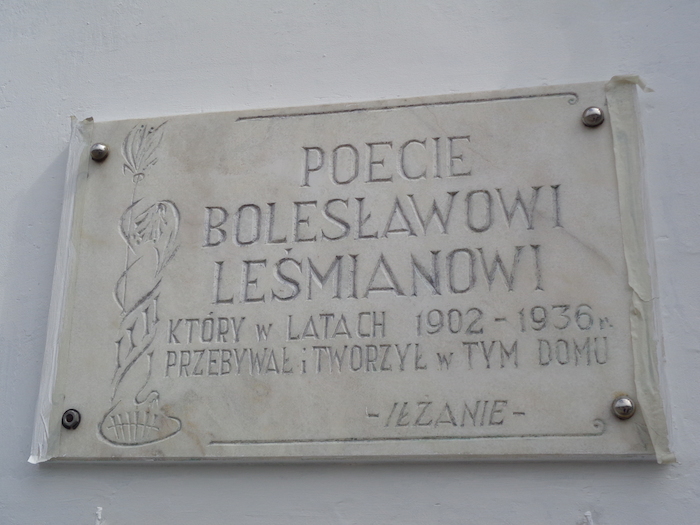 POECIE
BOLESŁAWOWI
LEŚMIANOWI
KTÓRY w LATACH 1902-1936 r.
PRZEBYWAŁ i TWORZYŁ w TYM DOMU
-IŁŻANIE-